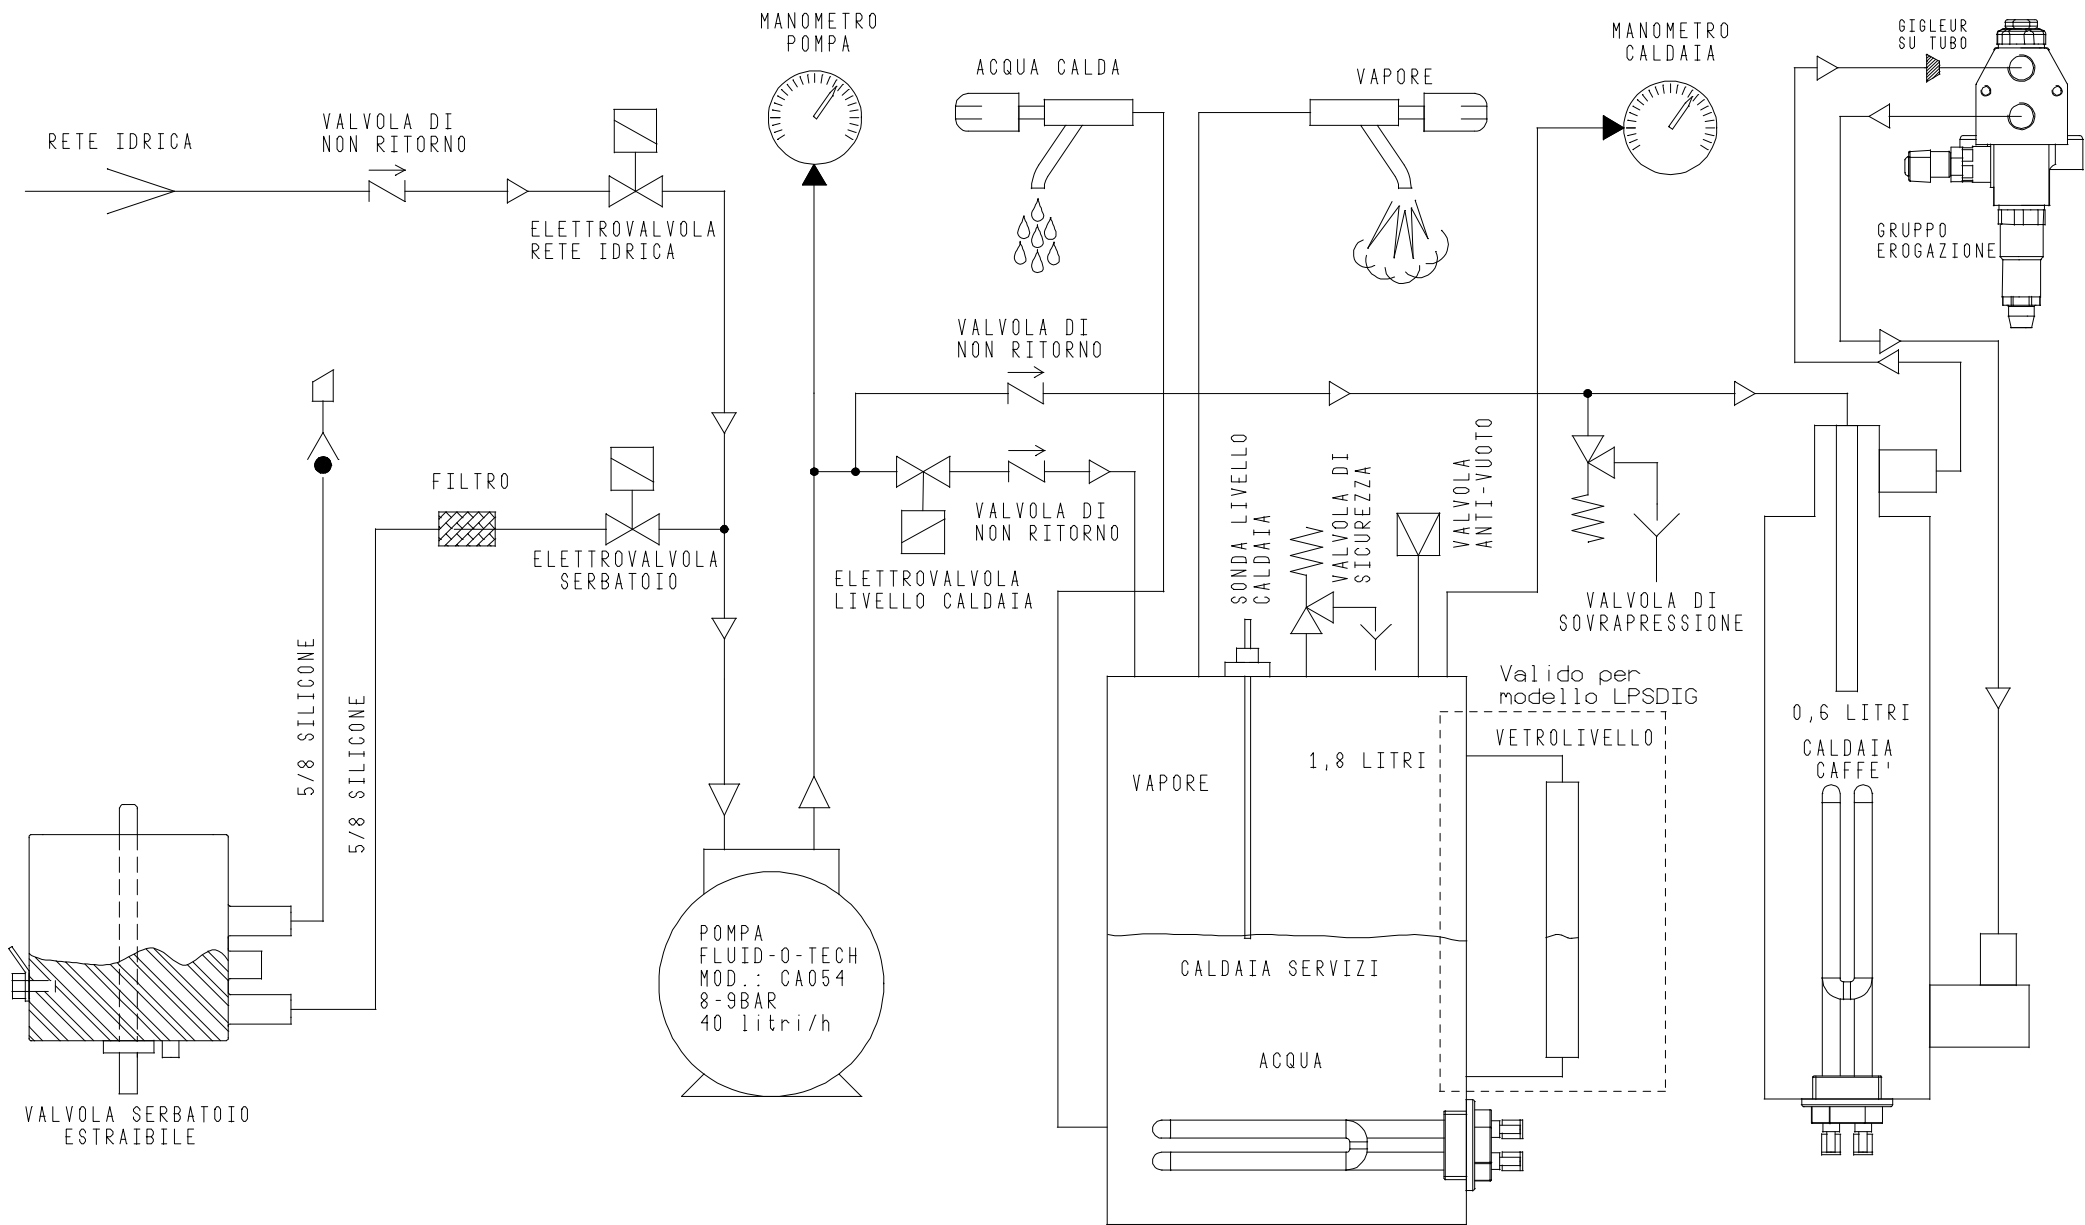 MANOMETRO
POMPA
ACQUA CALDA
VAPORE
MANOMETRO
CALDAIA
GIGLEUR
SU TUBO
RETE IDRICA
VALVOLA DI
NON RITORNO
ELETTROVALVOLA
RETE IDRICA
GRUPPO
EROGAZIONE
VALVOLA DI
NON RITORNO
FILTRO
ELETTROVALVOLA
SERBATOIO
VALVOLA DI
NON RITORNO
ELETTROVALVOLA
LIVELLO CALDAIA
SONDA LIVELLO
CALDAIA
VALVOLA DI
SICUREZZA
VALVOLA
ANTI-VUOTO
VALVOLA DI
SOVRAPRESSIONE
5/8 SILICONE
5/8 SILICONE
Valido per
modello LPSDIG
VETROLIVELLO
1,8 LITRI
VAPORE
0,6 LITRI
CALDAIA
CAFFE'
POMPA
FLUID-O-TECH
MOD.: CA054
8-9BAR
40 litri/h
CALDAIA SERVIZI
ACQUA
VALVOLA SERBATOIO
ESTRAIBILE